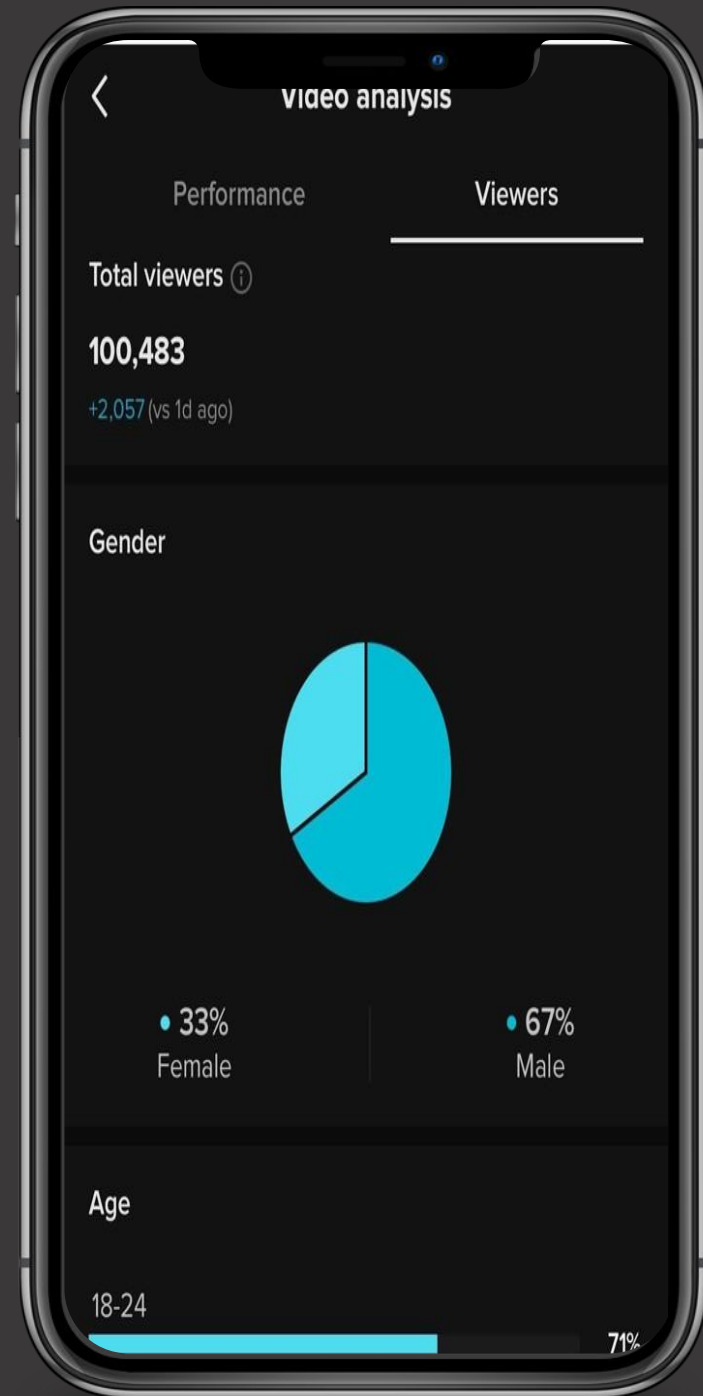 Video analysis
Performance Viewers
Total viewers
100,483
+2,057 (vs 1d ago)
Gender
33% 67%
Female Male
Age
18-24
71%